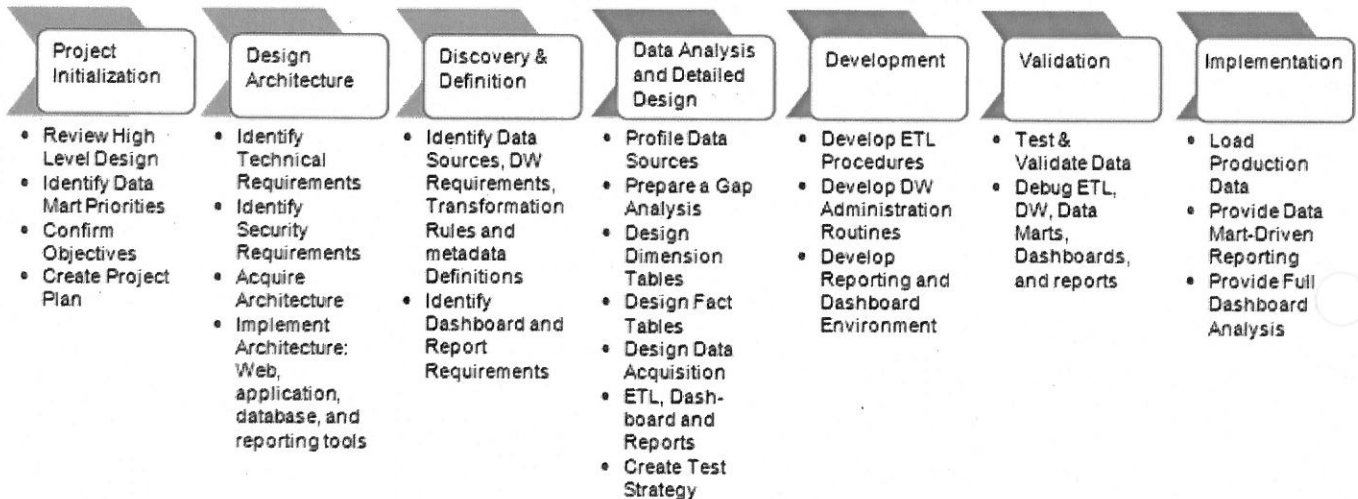 Project
Initialization
• Review High
Level Design
• Identify Data
Mart Priorities
• Confirm
Objectives
• Create Project
Plan
Design
Architecture
• Identify
Technical
Requirements
• Identify
Security
Requirements
• Acquire
Architecture
• Implement
Architecture:
Web,
application,
database, and
reporting tools
Discovery &
Definition
• Identify Data
Sources, DW
Requirements,
Transformation
Rules and
metadata
Definitions
• Identify
Dashboard and
Report
Requirements
Data Analysis
and Detailed
Design
• Profile Data
Sources
• Prepare a Gap
Analysis
• Design
Dimension
Tables
• Design Fact
Tables
• Design Data
Acquisition
• ETL, Dash-
board and
Reports
• Create Test
Strategy
Development
• Develop ETL
Procedures
• Develop DW
Administration
Routines
• Develop
Reporting and
Dashboard
Environment
Validation
• Test &
Validate Data
• Debug ETL,
DW, Data
Marts,
Dashboards,
and reports
Implementation
• Load
Production
Data
• Provide Data
Mart-Driven
Reporting
• Provide Full
Dashboard
Analysis